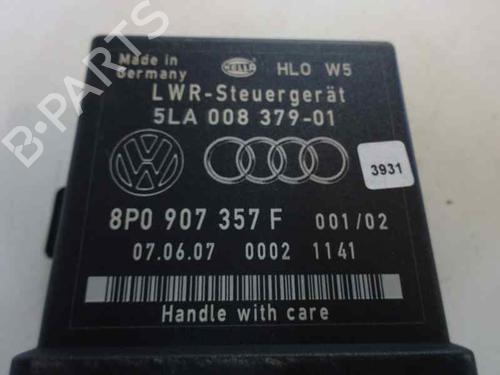 Made in
Germany
HELLA
HLO W5
LWR-Steuergerät
5LA 008 379-01
3931
8P0 907 357 F 001/02
07.06.07 0002 1141
Handle with care
B-PARTS